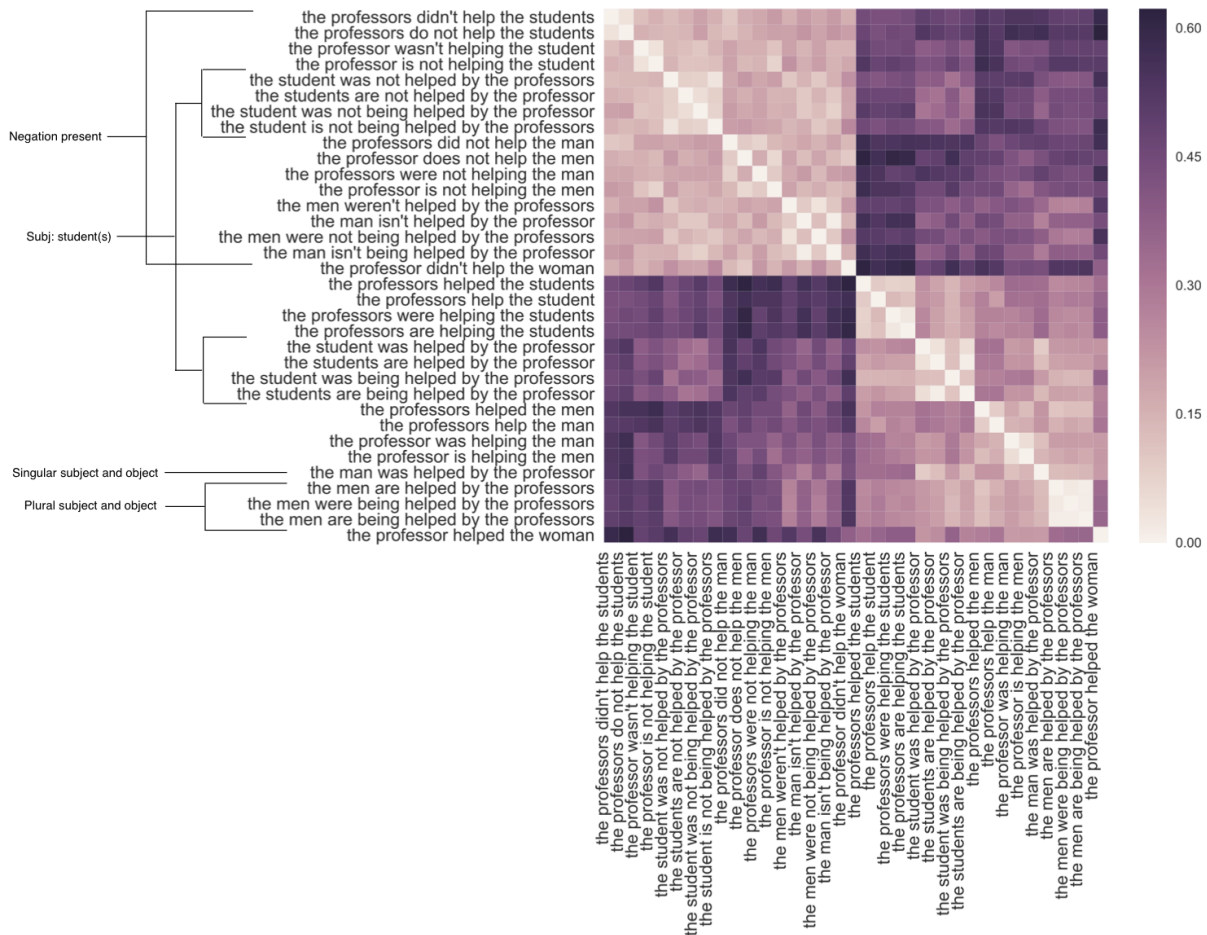 the professors didn't help the students
the professors do not help the students
the professor wasn't helping the student
the professor is not helping the student
the student was not helped by the professors
the students are not helped by the professor
the student was not being helped by the professor
the student is not being helped by the professors
the professors did not help the man
the professor does not help the men
the professors were not helping the man
the professor is not helping the men
the men weren't helped by the professors
the man isn't helped by the professor
the men were not being helped by the professors
the man isn't being helped by the professor
the professor didn't help the woman
the professors helped the students
the professors help the student
the professors were helping the students
the professors are helping the students
the student was helped by the professor
the students are helped by the professor
the student was being helped by the professors
the students are being helped by the professor
the professors helped the men
the professors help the man
the professor was helping the man
the professor is helping the men
the man was helped by the professor
the men are helped by the professors
the men were being helped by the professors
the men are being helped by the professors
the professor helped the woman
Negation present
Subj: student(s)
Singular subject and object
Plural subject and object
0.60
0.45
0.30
0.15
0.00
the professors didn't help the students
the professors do not help the students
the professor wasn't helping the student
the professor is not helping the student
the student was not helped by the professors
the students are not helped by the professor
the student was not being helped by the professor
the student is not being helped by the professors
the professors did not help the man
the professor does not help the men
the professors were not helping the man
the professor is not helping the men
the men weren't helped by the professors
the man isn't helped by the professor
the men were not being helped by the professors
the man isn't being helped by the professor
the professor didn't help the woman
the professors helped the students
the professors help the student
the professors were helping the students
the professors are helping the students
the student was helped by the professor
the students are helped by the professor
the student was being helped by the professors
the students are being helped by the professor
the professors helped the men
the professors help the man
the professor was helping the man
the professor is helping the men
the man was helped by the professor
the men are helped by the professors
the men were being helped by the professors
the men are being helped by the professors
the professor helped the woman